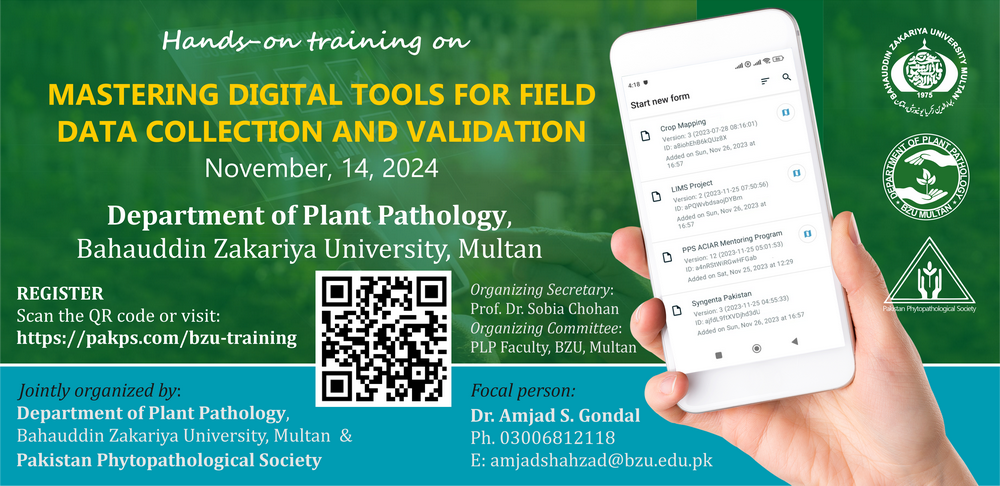 Hands-on training on
MASTERING DIGITAL TOOLS FOR FIELD
DATA COLLECTION AND VALIDATION
November, 14, 2024
Department of Plant Pathology,
Bahauddin Zakariya University, Multan
REGISTER
Scan the QR code or visit:
https://pakps.com/bzu-training
Organizing Secretary:
Prof. Dr. Sobia Chohan
Organizing Committee:
PLP Faculty, BZU, Multan
Jointly organized by:
Department of Plant Pathology,
Bahauddin Zakariya University, Multan &
Pakistan Phytopathological Society
Focal person:
Dr. Amjad S. Gondal
Ph. 03006812118
E: amjadshahzad@bzu.edu.pk
4:18
Start new form
Crop Mapping
Version: 3 (2023-07-28 08:16:01)
ID: a8iohEhB6kQUz8X
Added on Sun, Nov 26, 2023 at
16:57
LIMS Project
Version: 2 (2023-11-25 07:50:56)
ID: aPQWvbdsaojDYBm
Added on Sun, Nov 26, 2023 at
16:57
PPS ACIAR Mentoring Program
Version: 12 (2023-11-25 05:01:53)
ID: a4nRStWiRGwHFGab
Added on Sat, Nov 25, 2023 at 12:29
Syngenta Pakistan
Version: 3 (2023-11-25 04:55:33)
ID: ajfdL9ftXVDjhd3dU
Added on Sun, Nov 26, 2023 at 16:57
BAHAUDDIN ZAKARIYA UNIVERSITY MULTAN
1975
DEPARTMENT OF PLANT PATHOLOGY
BZU MULTAN
Pakistan Phytopathological Society